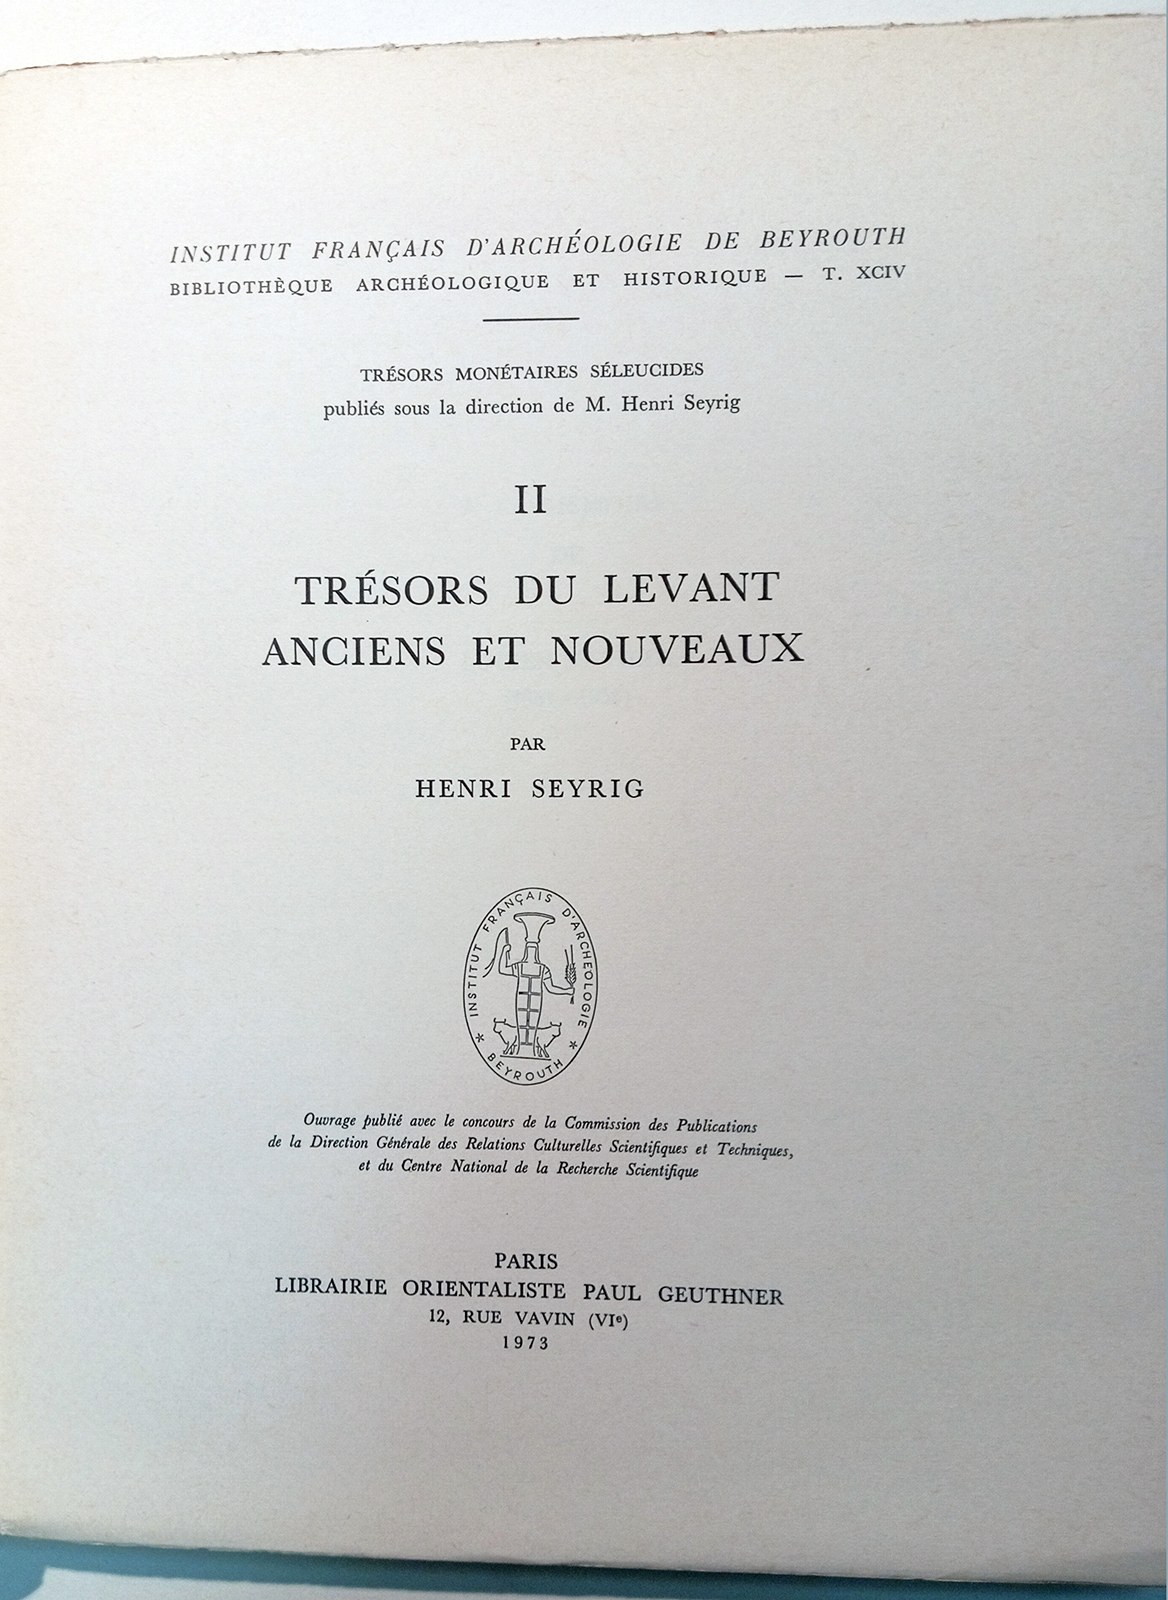 INSTITUT FRANÇAIS D'ARCHÉOLOGIE DE BEYROUTH
BIBLIOTHÈQUE ARCHÉOLOGIQUE ET HISTORIQUE — T. XCIV
TRÉSORS MONÉTAIRES SÉLEUCIDES
publiés sous la direction de M. Henri Seyrig
II
TRÉSORS DU LEVANT
ANCIENS ET NOUVEAUX
PAR
HENRI SEYRIG
INSTITUT FRANÇAIS D'ARCHEOLOGIE
* BEYROUTH *
Ouvrage publié avec le concours de la Commission des Publications
de la Direction Générale des Relations Culturelles Scientifiques et Techniques,
et du Centre National de la Recherche Scientifique
PARIS
LIBRAIRIE ORIENTALISTE PAUL GEUTHNER
12, RUE VAVIN (VIe)
1973